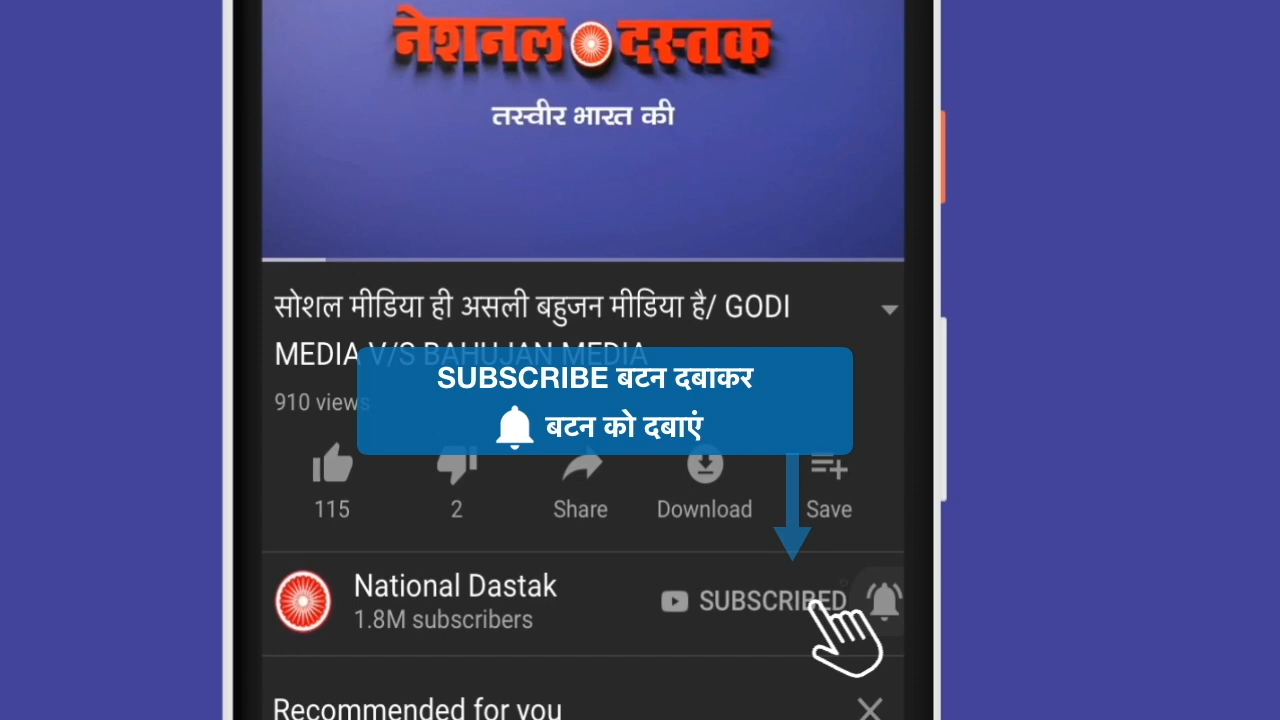 नेशनल दस्तक
तस्वीर भारत की
सोशल मीडिया ही असली बहुजन मीडिया है/ GODI
MEDIA V/S BAHUJAN MEDIA
910 views
SUBSCRIBE बटन दबाकर
बटन को दबाएं
115
2
Share
Download
Save
National Dastak
1.8M subscribers
SUBSCRIBED
Recommended for you